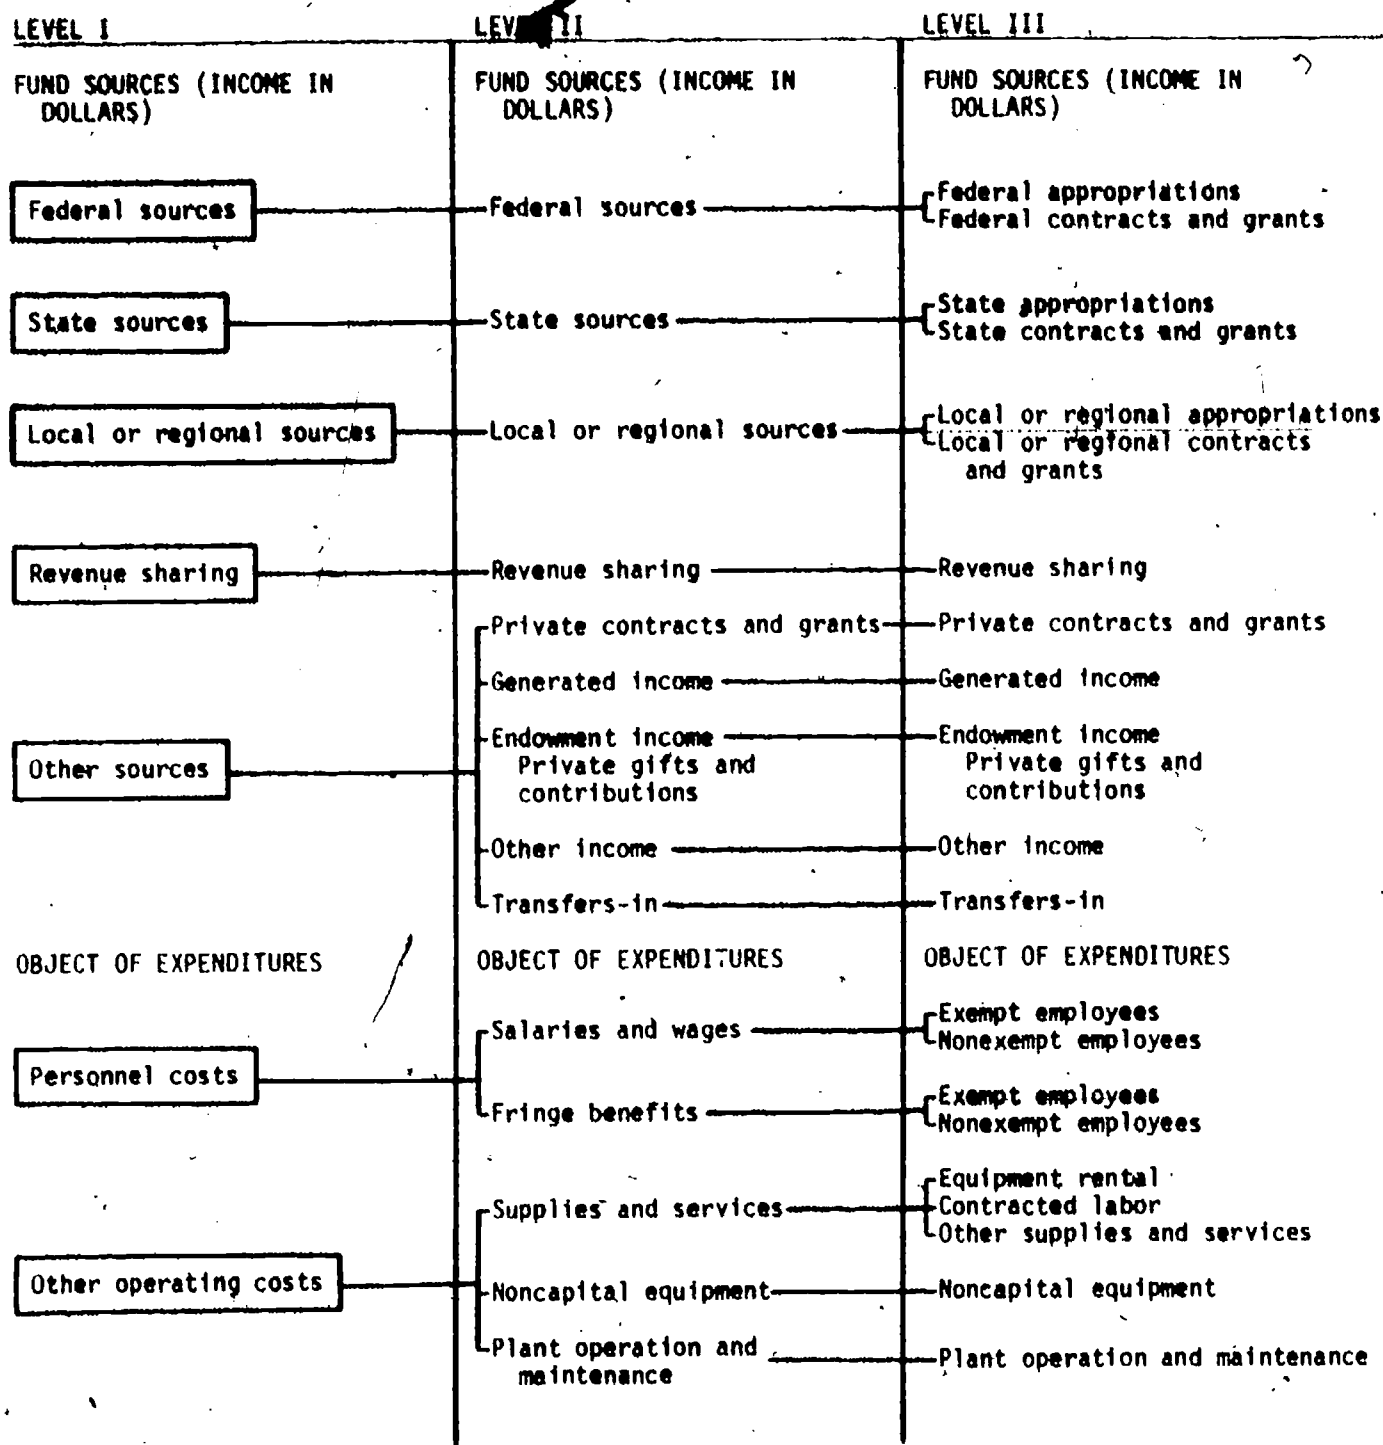 LEVEL I
FUND SOURCES (INCOME IN
DOLLARS)
Federal sources
State sources
Local or regional sources
Revenue sharing
Other sources
OBJECT OF EXPENDITURES
Personnel costs
Other operating costs
II
FUND SOURCES (INCOME IN
DOLLARS)
Federal sources
State sources
Local or regional sources
Revenue sharing
Private contracts and grants
Generated income
Endowment income
Private gifts and
contributions
Other income
Transfers-in
OBJECT OF EXPENDITURES
Salaries and wages
Fringe benefits
Supplies and services
Noncapital equipment
Plant operation and
maintenance
LEVEL III
FUND SOURCES (INCOME IN
DOLLARS)
Federal appropriations
Federal contracts and grants
State appropriations
State contracts and grants
Local or regional appropriations
Local or regional contracts
and grants
Revenue sharing
Private contracts and grants
Generated income
Endowment income
Private gifts and
contributions
Other income
Transfers-in
OBJECT OF EXPENDITURES
Exempt employees
Nonexempt employees
Exempt employees
Nonexempt employees
Equipment rental
Contracted labor
Other supplies and services
Noncapital equipment
Plant operation and maintenance